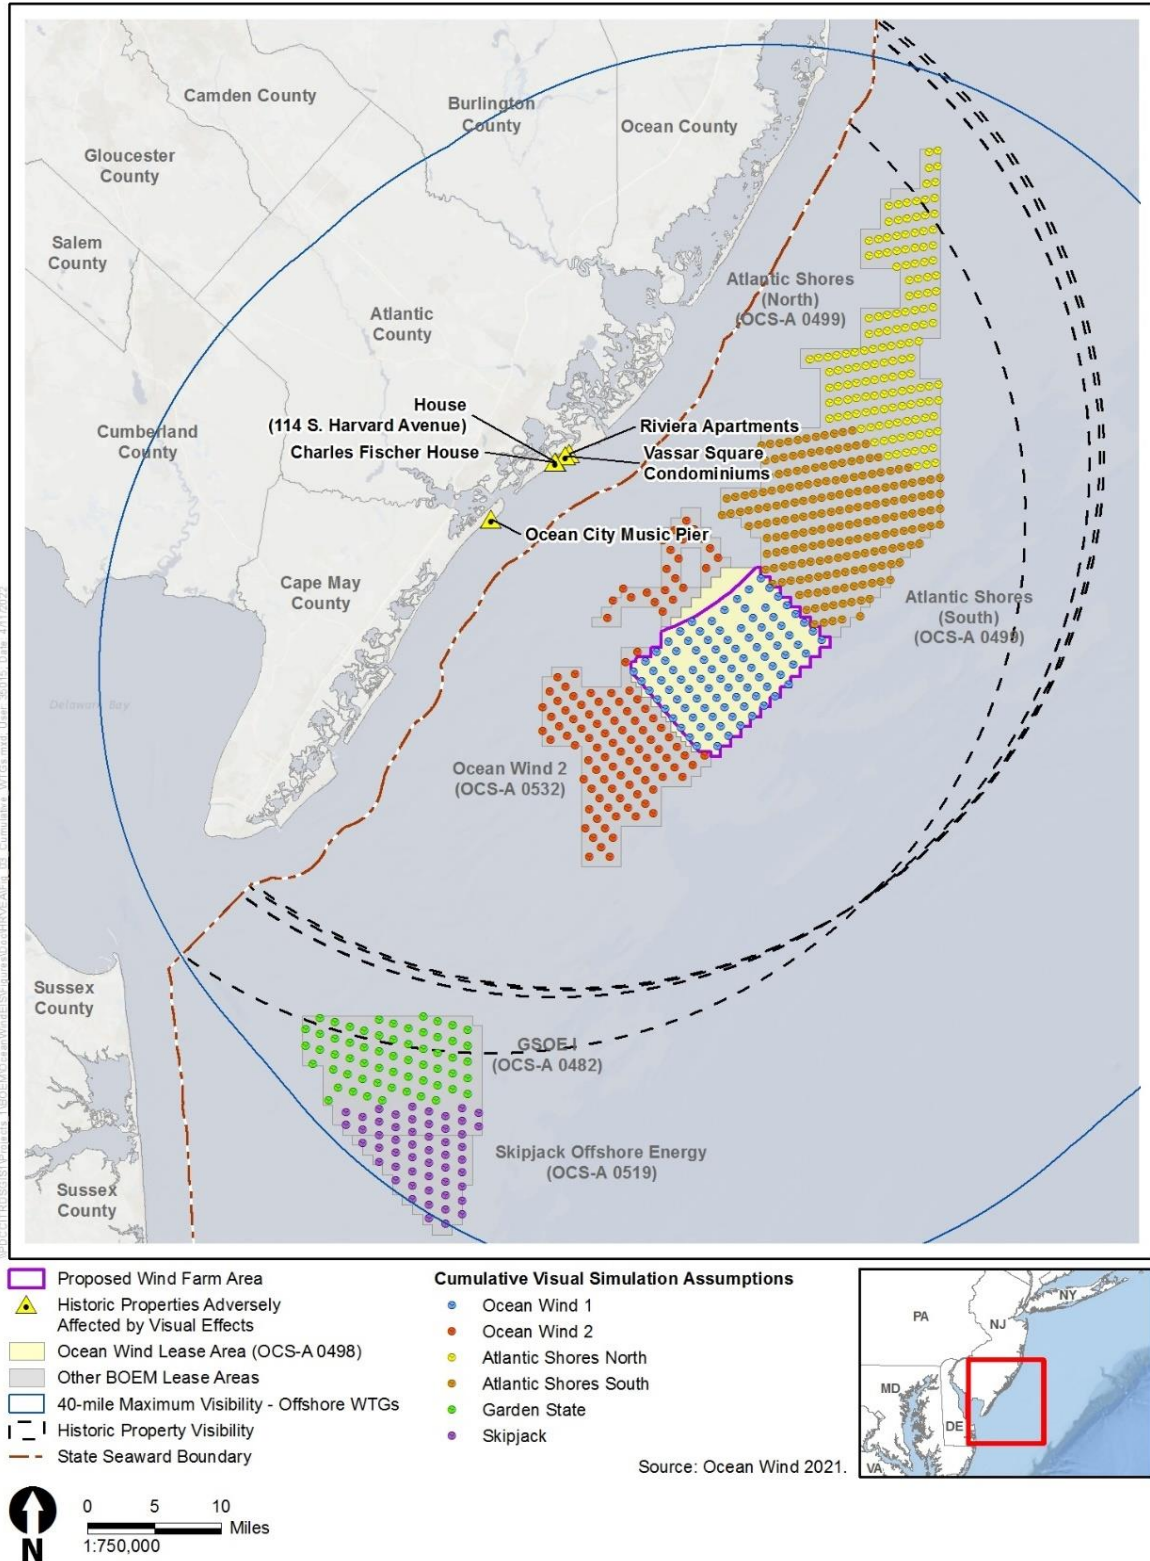 Camden County
Burlington
County
Ocean County
Gloucester
County
Salem
County
Atlantic
County
Atlantic Shores
(North)
(OCS-A 0499)
House
(114 S. Harvard Avenue)
Charles Fischer House
Riviera Apartments
Vassar Square
Condominiums
Cumberland
County
Ocean City Music Pier
Cape May
County
Atlantic Shores
(South)
(OCS-A 0499)
Delaware Bay
Ocean Wind 2
(OCS-A 0532)
Sussex
County
GSOE I
(OCS-A 0482)
Skipjack Offshore Energy
(OCS-A 0519)
Sussex
County
Proposed Wind Farm Area
Historic Properties Adversely
Affected by Visual Effects
Ocean Wind Lease Area (OCS-A 0498)
Other BOEM Lease Areas
40-mile Maximum Visibility - Offshore WTGs
Historic Property Visibility
State Seaward Boundary
Cumulative Visual Simulation Assumptions
Ocean Wind 1
Ocean Wind 2
Atlantic Shores North
Atlantic Shores South
Garden State
Skipjack
Source: Ocean Wind 2021.
NY
PA
NJ
MD
DE
VA
0 5 10
Miles
1:750,000
N